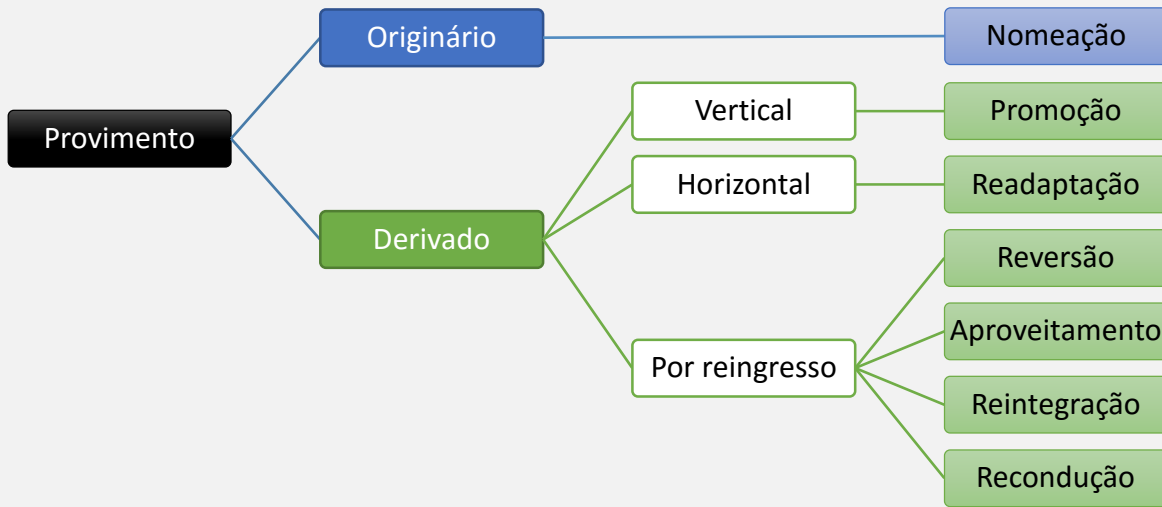 Originário
Nomeação
Provimento
Vertical
Promoção
Horizontal
Readaptação
Derivado
Reversão
Aproveitamento
Por reingresso
Reintegração
Recondução